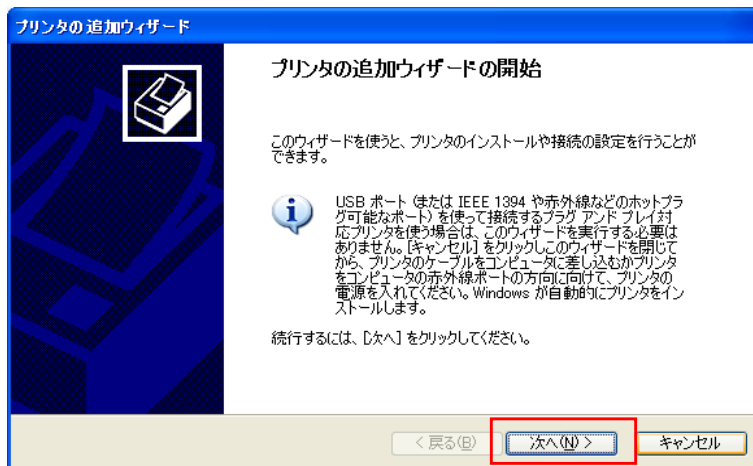 プリンタの追加ウィザード
プリンタの追加ウィザードの開始
このウィザードを使うと、プリンタのインストールや接続の設定を行うことが
できます。
USB ポート (または IEEE 1394 や赤外線などのホットプラ
グ可能なポート) を使って接続するプラグ アンド プレイ対
応プリンタを使う場合は、このウィザードを実行する必要は
ありません。[キャンセル] をクリックしこのウィザードを閉じて
から、プリンタのケーブルをコンピュータに差し込むかプリンタ
をコンピュータの赤外線ポートの方向に向けて、プリンタの
電源を入れてください。Windows が自動的にプリンタをイン
ストールします。
続行するには、[次へ] をクリックしてください。
< 戻る(B)
次へ(N) >
キャンセル